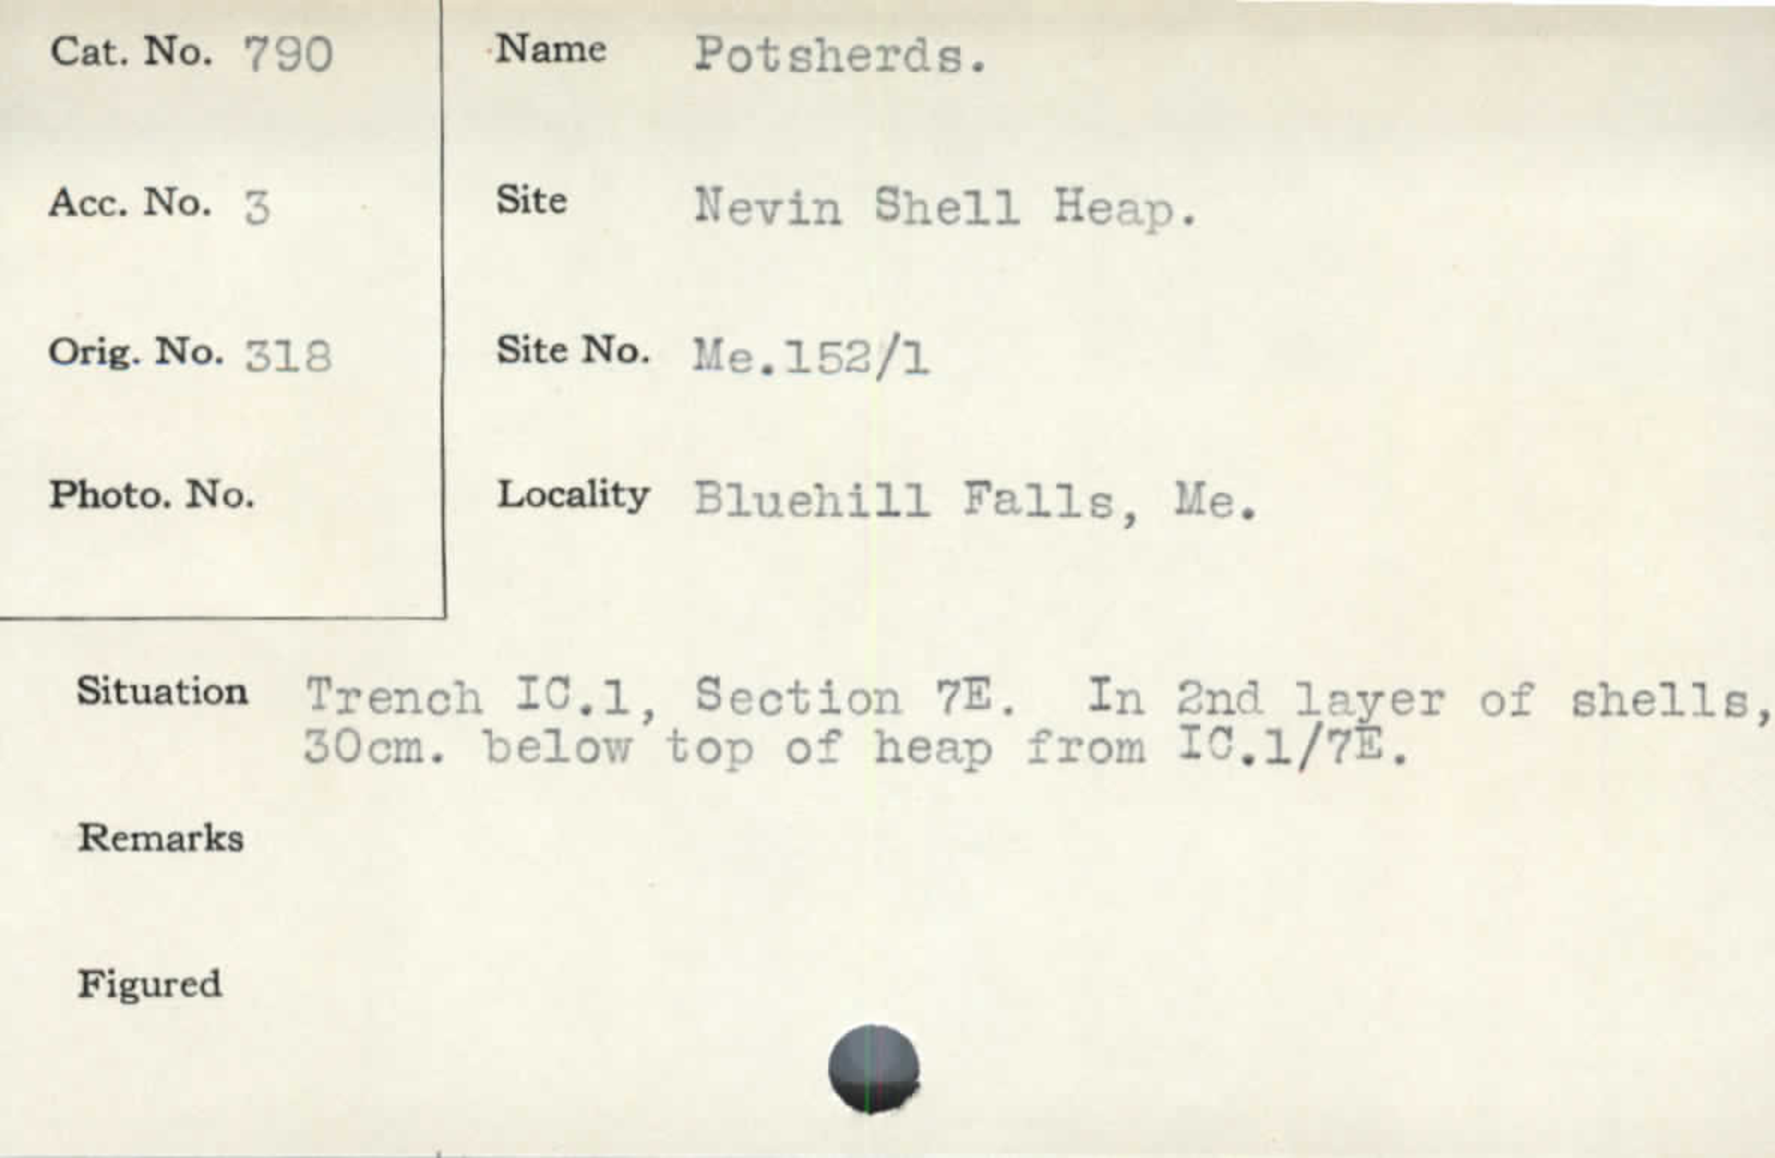 Cat. No. 790
Name Potsherds.
Acc. No. 3
Site Nevin Shell Heap.
Orig. No. 318
Site No. Me.152/1
Photo. No.
Locality Bluehill Falls, Me.
Situation Trench IC.1, Section 7E. In 2nd layer of shells,
30cm. below top of heap from IC.1/7E.
Remarks
Figured